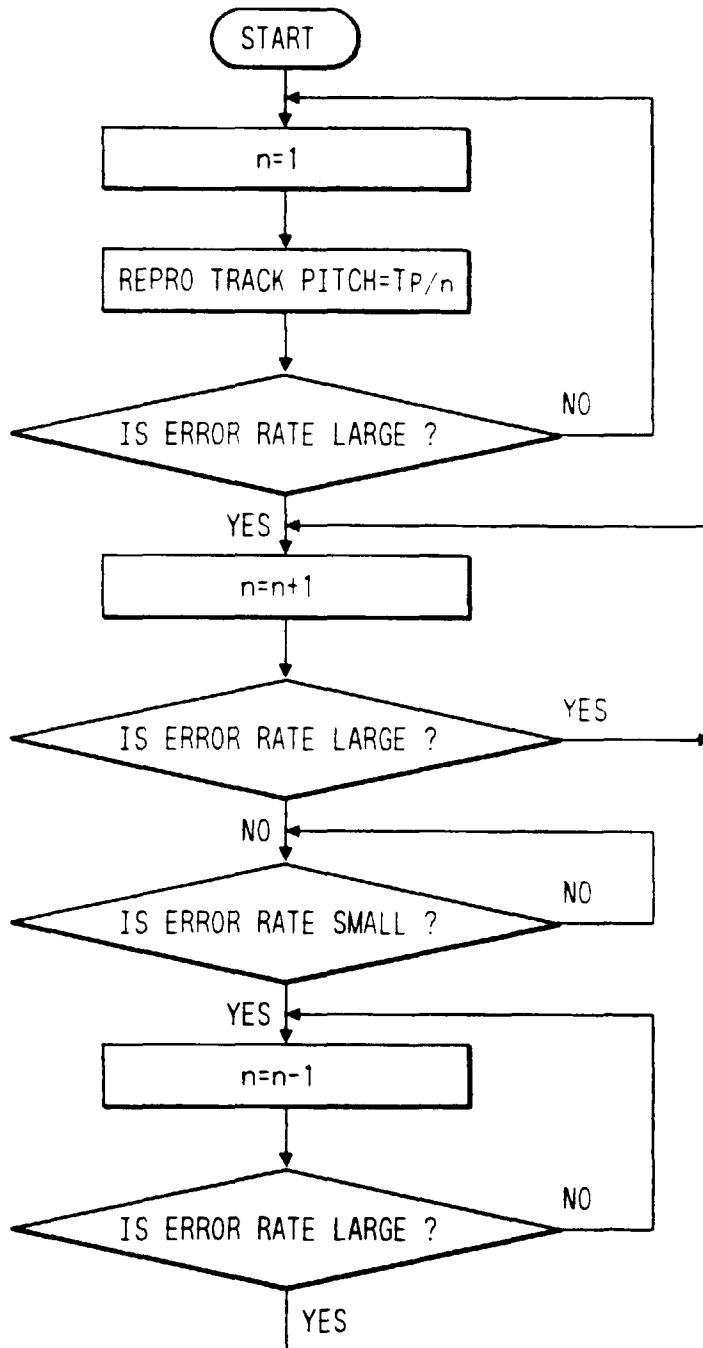 START
n=1
REPRO TRACK PITCH=TP/n
IS ERROR RATE LARGE ?
NO
YES
n=n+1
IS ERROR RATE LARGE ?
YES
NO
IS ERROR RATE SMALL ?
NO
YES
n=n-1
IS ERROR RATE LARGE ?
NO
YES